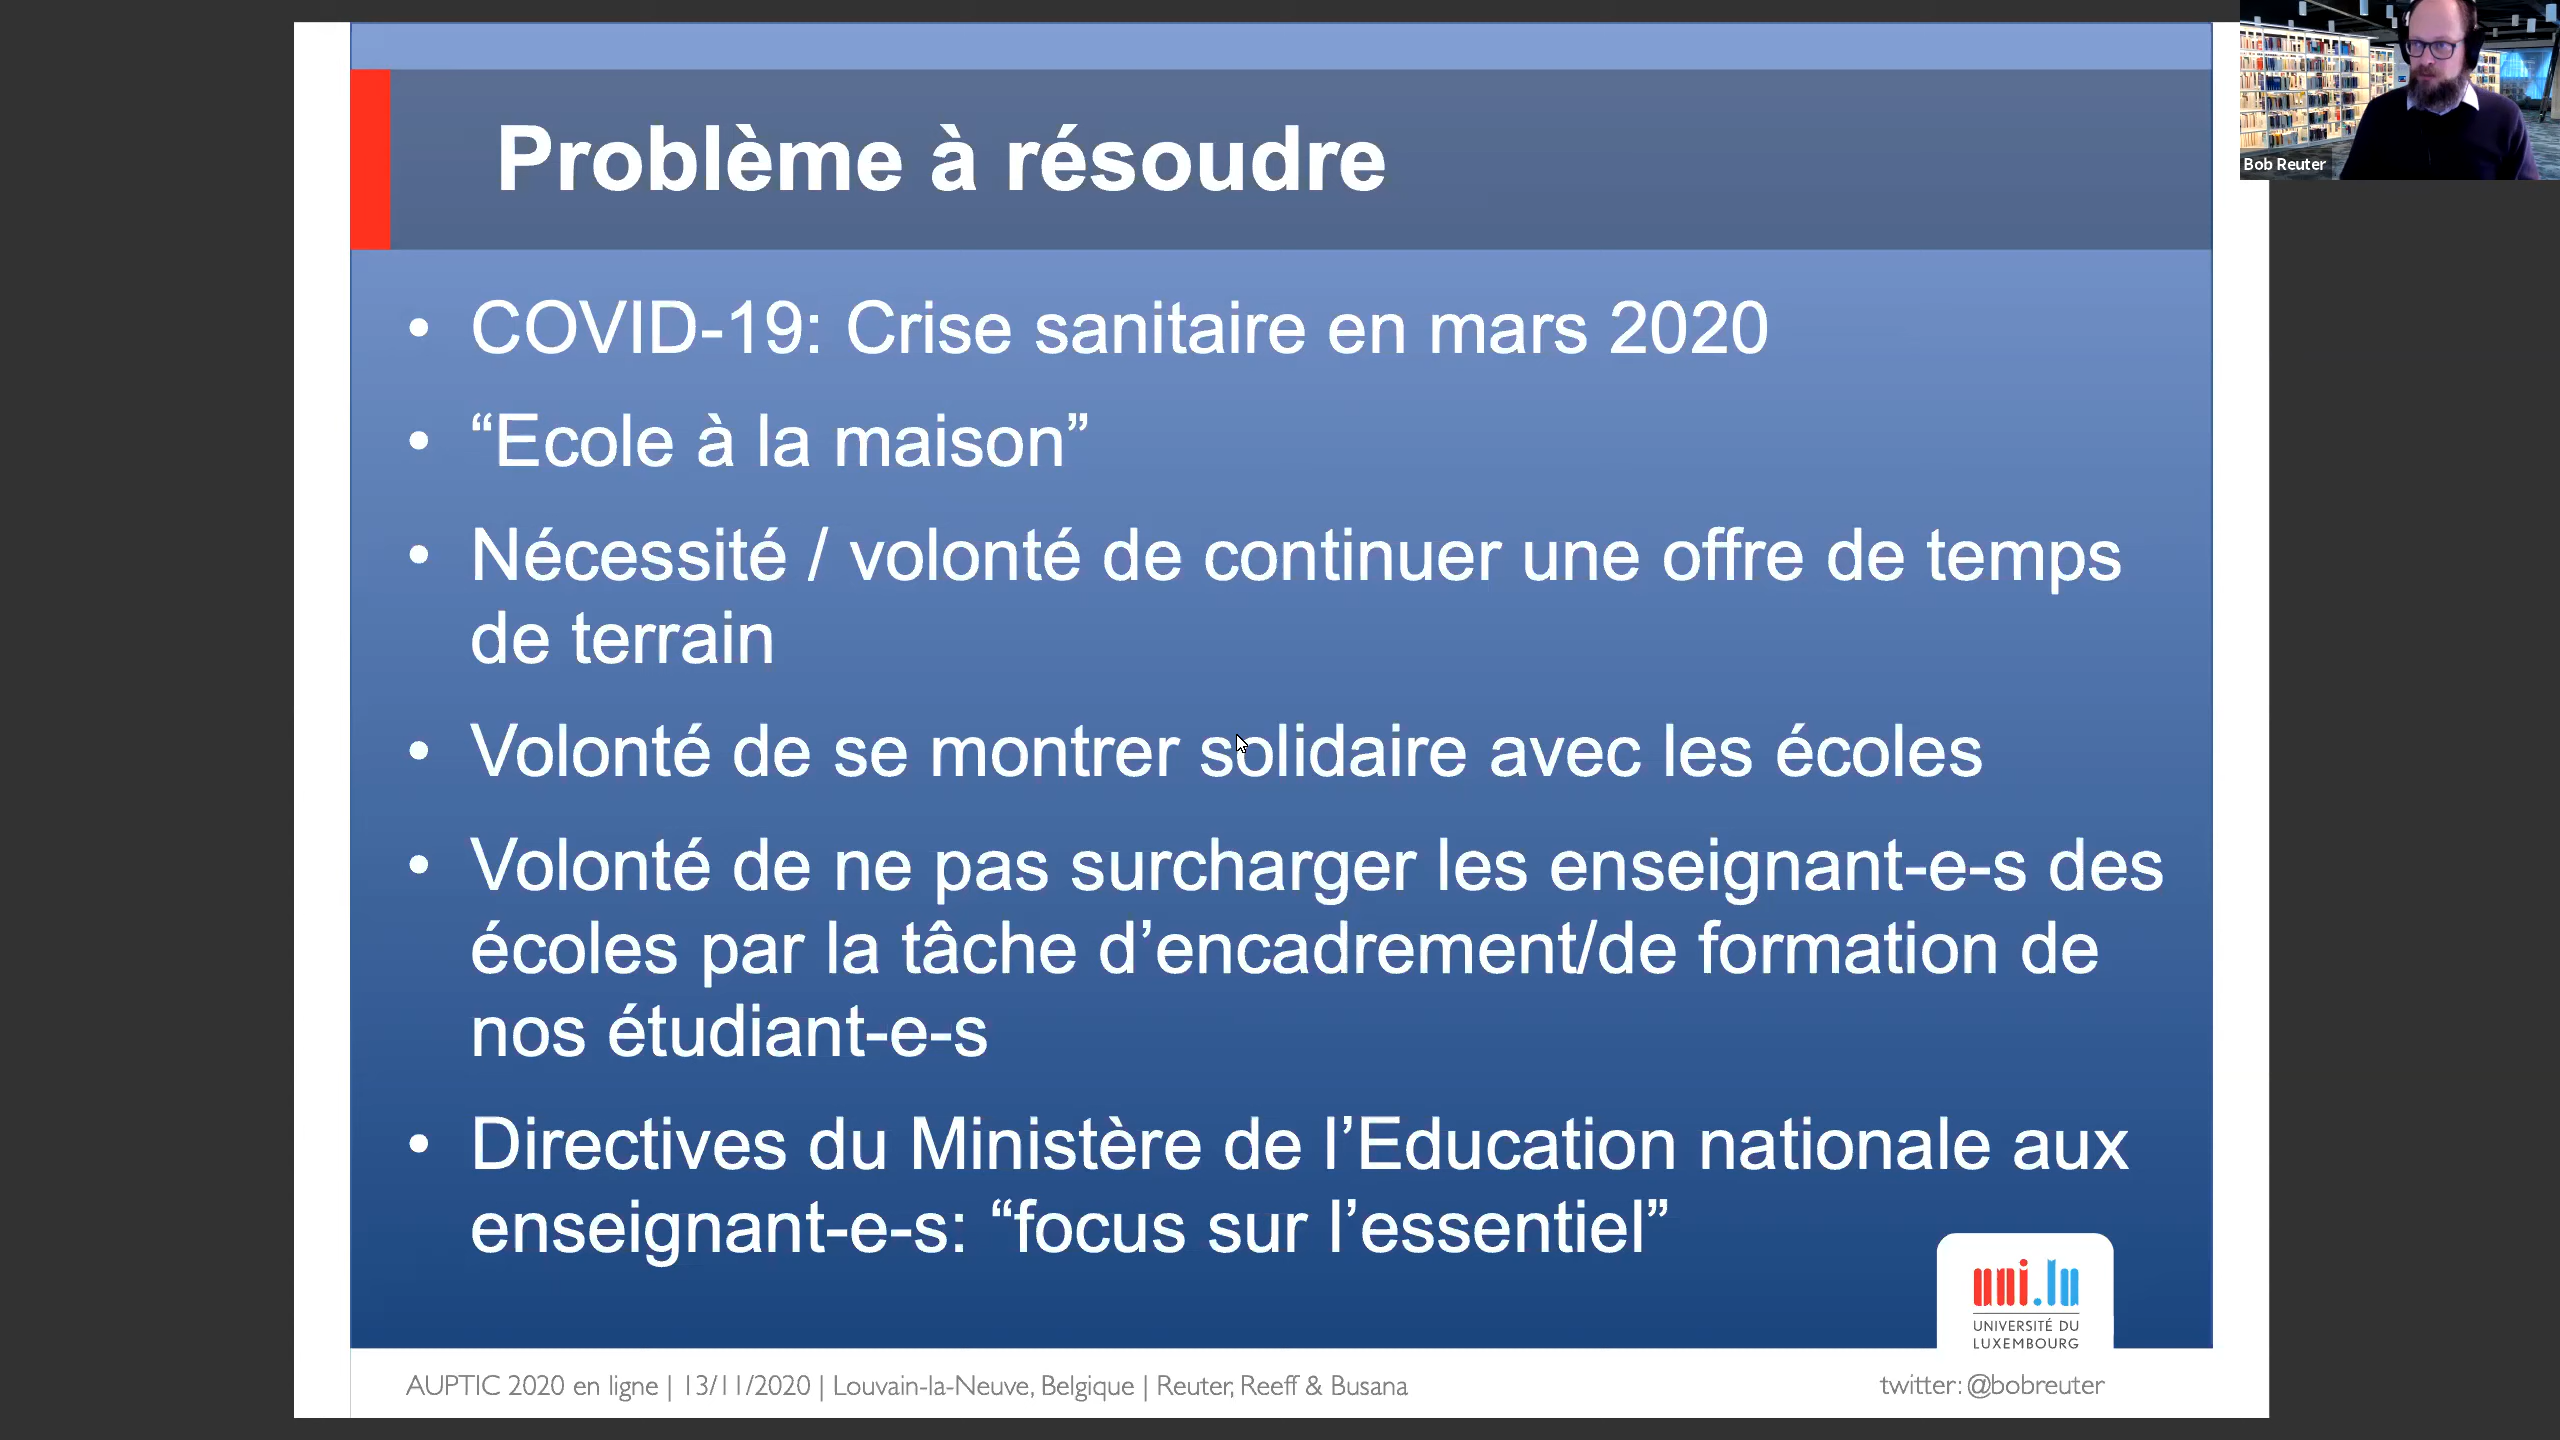 Problème à résoudre
Bob Reuter
• COVID-19: Crise sanitaire en mars 2020
• “Ecole à la maison”
• Nécessité / volonté de continuer une offre de temps
de terrain
• Volonté de se montrer solidaire avec les écoles
• Volonté de ne pas surcharger les enseignant-e-s des
écoles par la tâche d’encadrement/de formation de
nos étudiant-e-s
• Directives du Ministère de l’Education nationale aux
enseignant-e-s: “focus sur l’essentiel”
uni.lu
UNIVERSITÉ DU
LUXEMBOURG
AUPTIC 2020 en ligne | 13/11/2020 | Louvain-la-Neuve, Belgique | Reuter, Reeff & Busana
twitter: @bobreuter